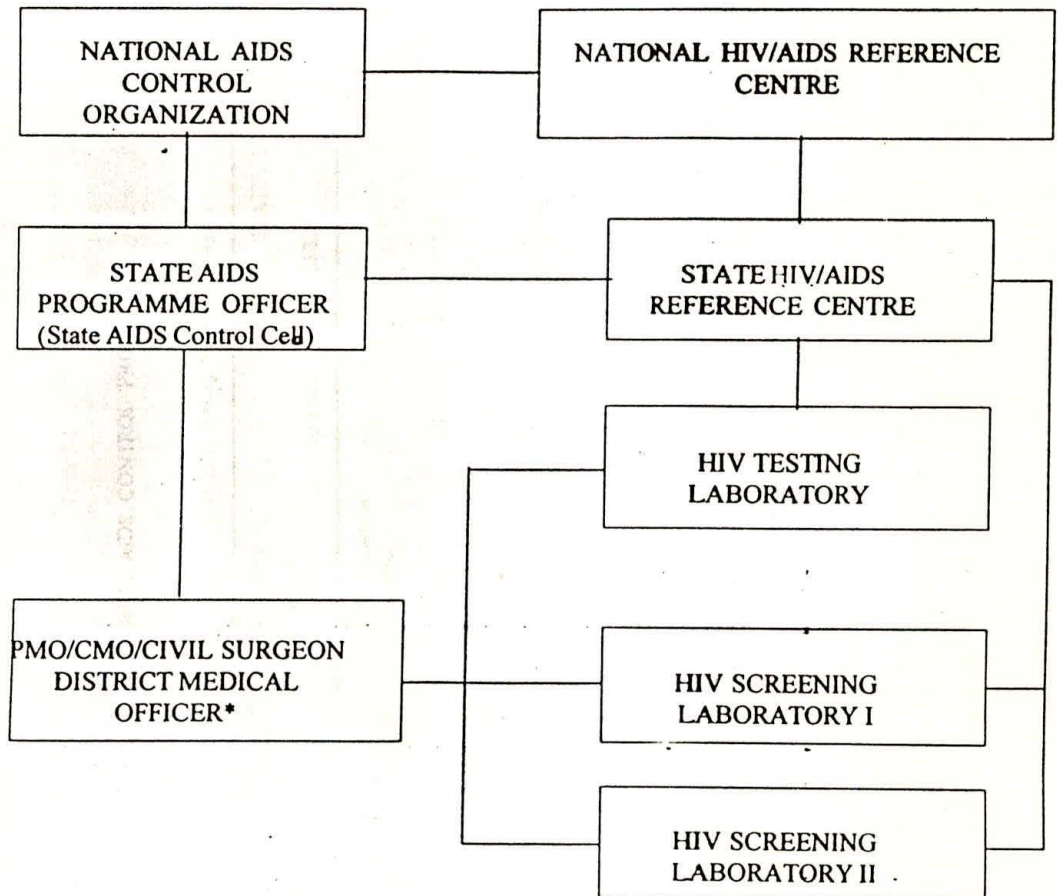 NATIONAL AIDS
CONTROL
ORGANIZATION
NATIONAL HIV/AIDS REFERENCE
CENTRE
STATE AIDS
PROGRAMME OFFICER
(State AIDS Control Cell)
STATE HIV/AIDS
REFERENCE CENTRE
HIV TESTING
LABORATORY
PMO/CMO/CIVIL SURGEON
DISTRICT MEDICAL
OFFICER*
HIV SCREENING
LABORATORY I
HIV SCREENING
LABORATORY II